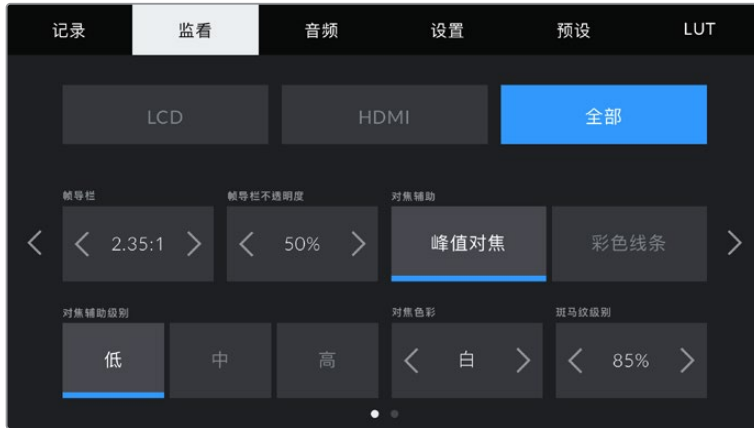 记录 监看 音频 设置 预设 LUT
LCD HDMI 全部
帧导栏 帧导栏不透明度 对焦辅助
2.35:1 50% 峰值对焦 彩色线条
对焦辅助级别 对焦色彩 斑马纹级别
低 中 高 白 85%